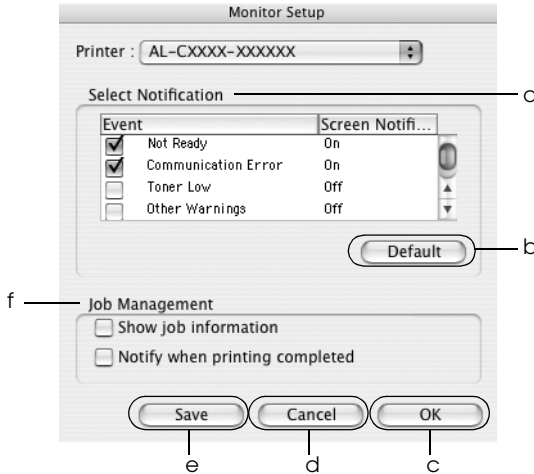 Monitor Setup
Printer : AL-CXXXX-XXXXXX
Select Notification
a
Event Screen Notifi...
Not Ready On
Communication Error On
Toner Low Off
Other Warnings Off
Default
b
f
Job Management
Show job information
Notify when printing completed
Save Cancel OK
e d c